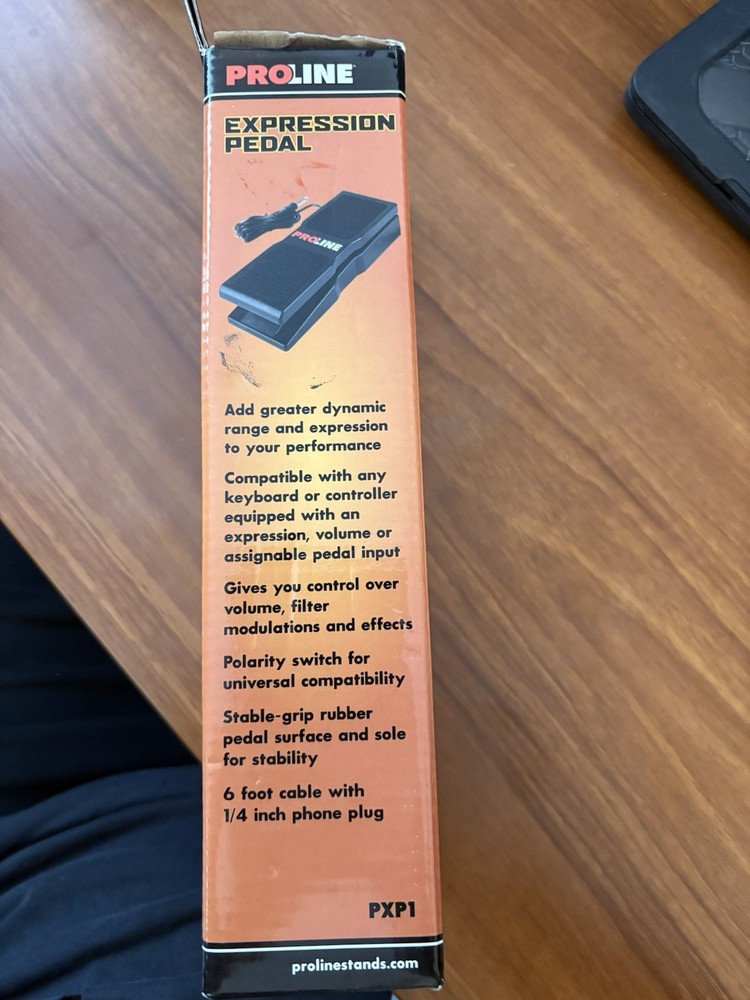 PROLINE
EXPRESSION
PEDAL
PROLINE
Add greater dynamic
range and expression
to your performance
Compatible with any
keyboard or controller
equipped with an
expression, volume or
assignable pedal input
Gives you control over
volume, filter
modulations and effects
Polarity switch for
universal compatibility
Stable-grip rubber
pedal surface and sole
for stability
6 foot cable with
1/4 inch phone plug
PXP1
prolinestands.com